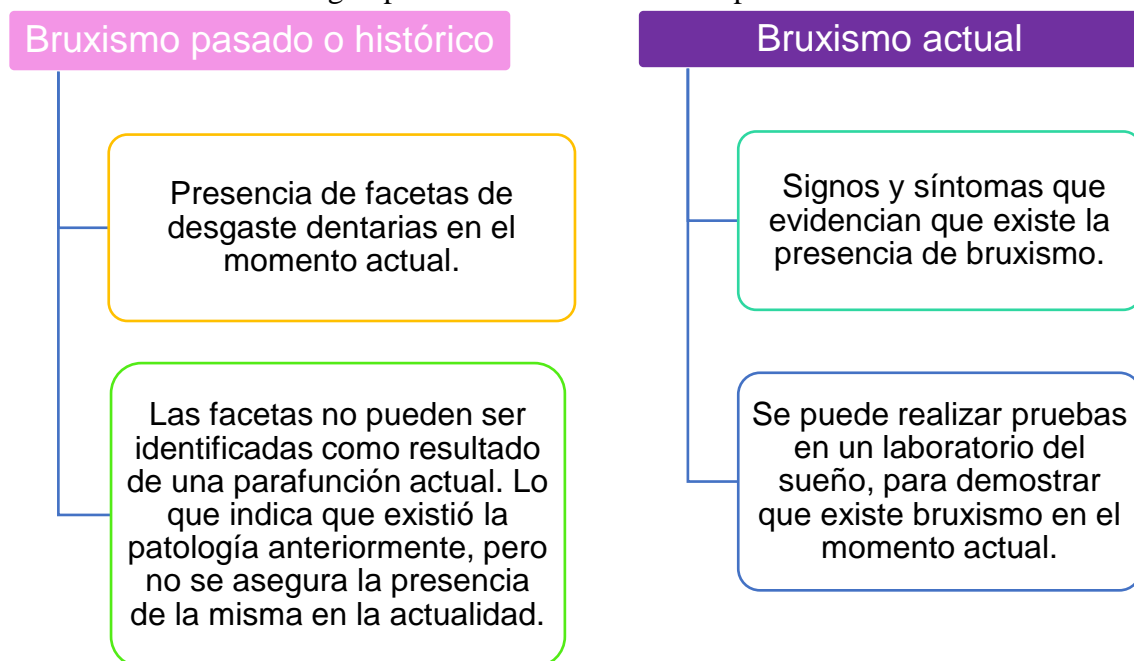 Bruxismo pasado o histórico
Presencia de facetas de
desgaste dentarias en el
momento actual.
Las facetas no pueden ser
identificadas como resultado
de una parafunción actual. Lo
que indica que existió la
patología anteriormente, pero
no se asegura la presencia
de la misma en la actualidad.
Bruxismo actual
Signos y síntomas que
evidencian que existe la
presencia de bruxismo.
Se puede realizar pruebas
en un laboratorio del
sueño, para demostrar
que existe bruxismo en el
momento actual.